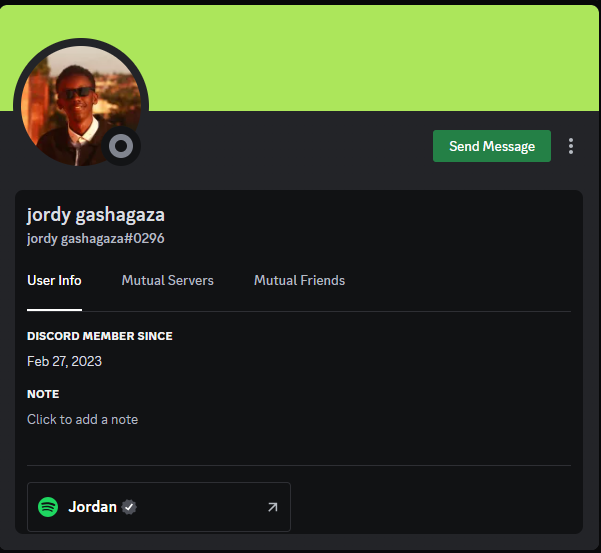 Send Message
jordy gashagaza
jordy gashagaza#0296
User Info Mutual Servers Mutual Friends
DISCORD MEMBER SINCE
Feb 27, 2023
NOTE
Click to add a note
Jordan